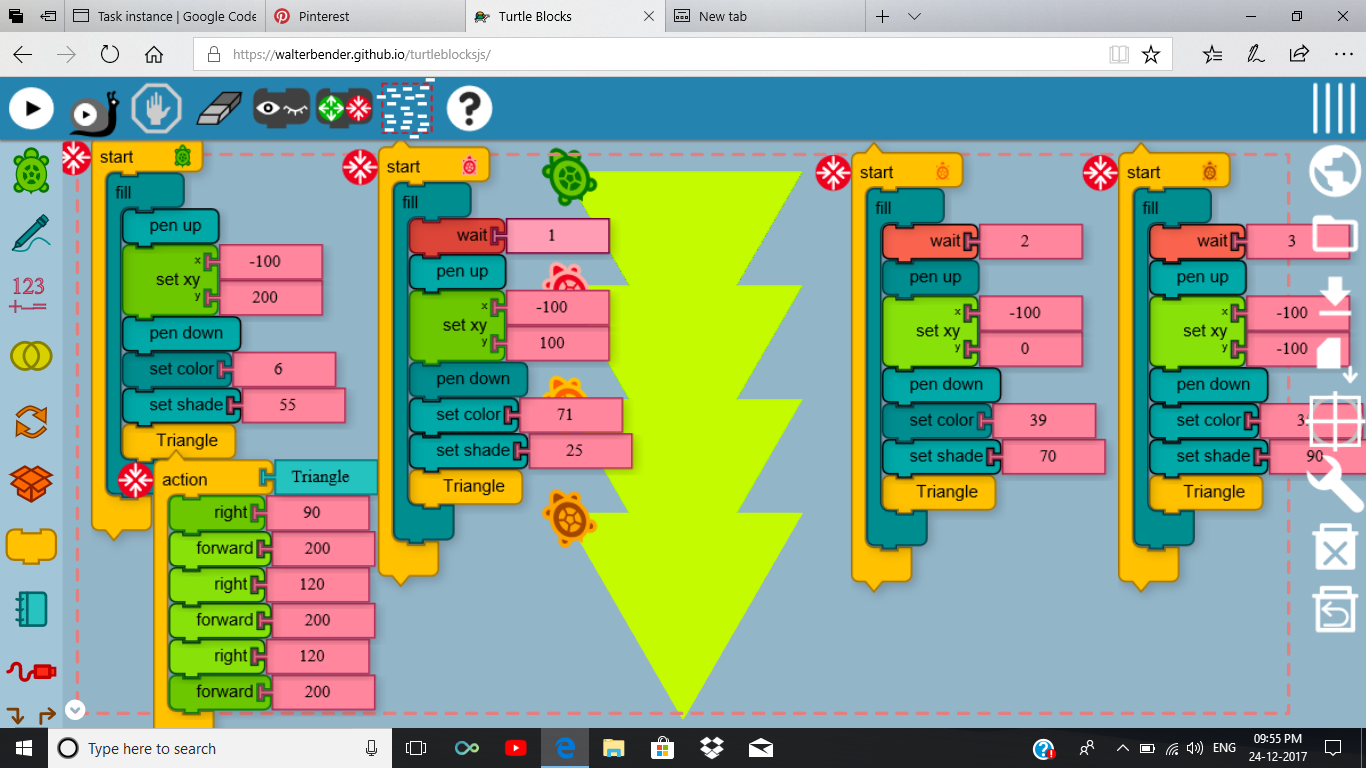 Task instance | Google Code
Pinterest
Turtle Blocks
New tab
https://walterbender.github.io/turtleblocksjs/
?
123
+-=
start
fill
pen up
set xy
x
-100
y
200
pen down
set color
6
set shade
55
Triangle
action
Triangle
right
90
forward
200
right
120
forward
200
right
120
forward
200
start
fill
wait
1
pen up
set xy
x
-100
y
100
pen down
set color
71
set shade
25
Triangle
start
fill
wait
2
pen up
set xy
x
-100
y
0
pen down
set color
39
set shade
70
Triangle
start
fill
wait
3
pen up
set xy
x
-100
y
-100
pen down
set color
set shade
90
Triangle
Type here to search
ENG
09:55 PM
24-12-2017